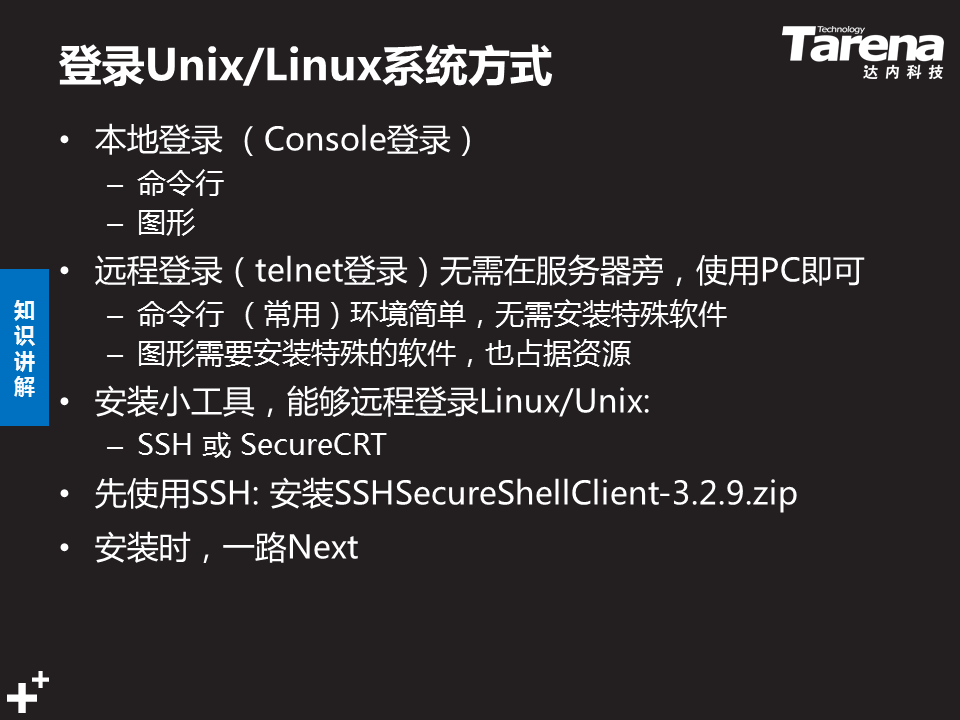 登录Unix/Linux系统方式
Technology
Tarena
达内科技
• 本地登录 （Console登录）
– 命令行
– 图形
• 远程登录（telnet登录）无需在服务器旁，使用PC即可
– 命令行 （常用）环境简单，无需安装特殊软件
– 图形需要安装特殊的软件，也占据资源
知识讲解
• 安装小工具，能够远程登录Linux/Unix:
– SSH 或 SecureCRT
• 先使用SSH: 安装SSHSecureShellClient-3.2.9.zip
• 安装时，一路Next